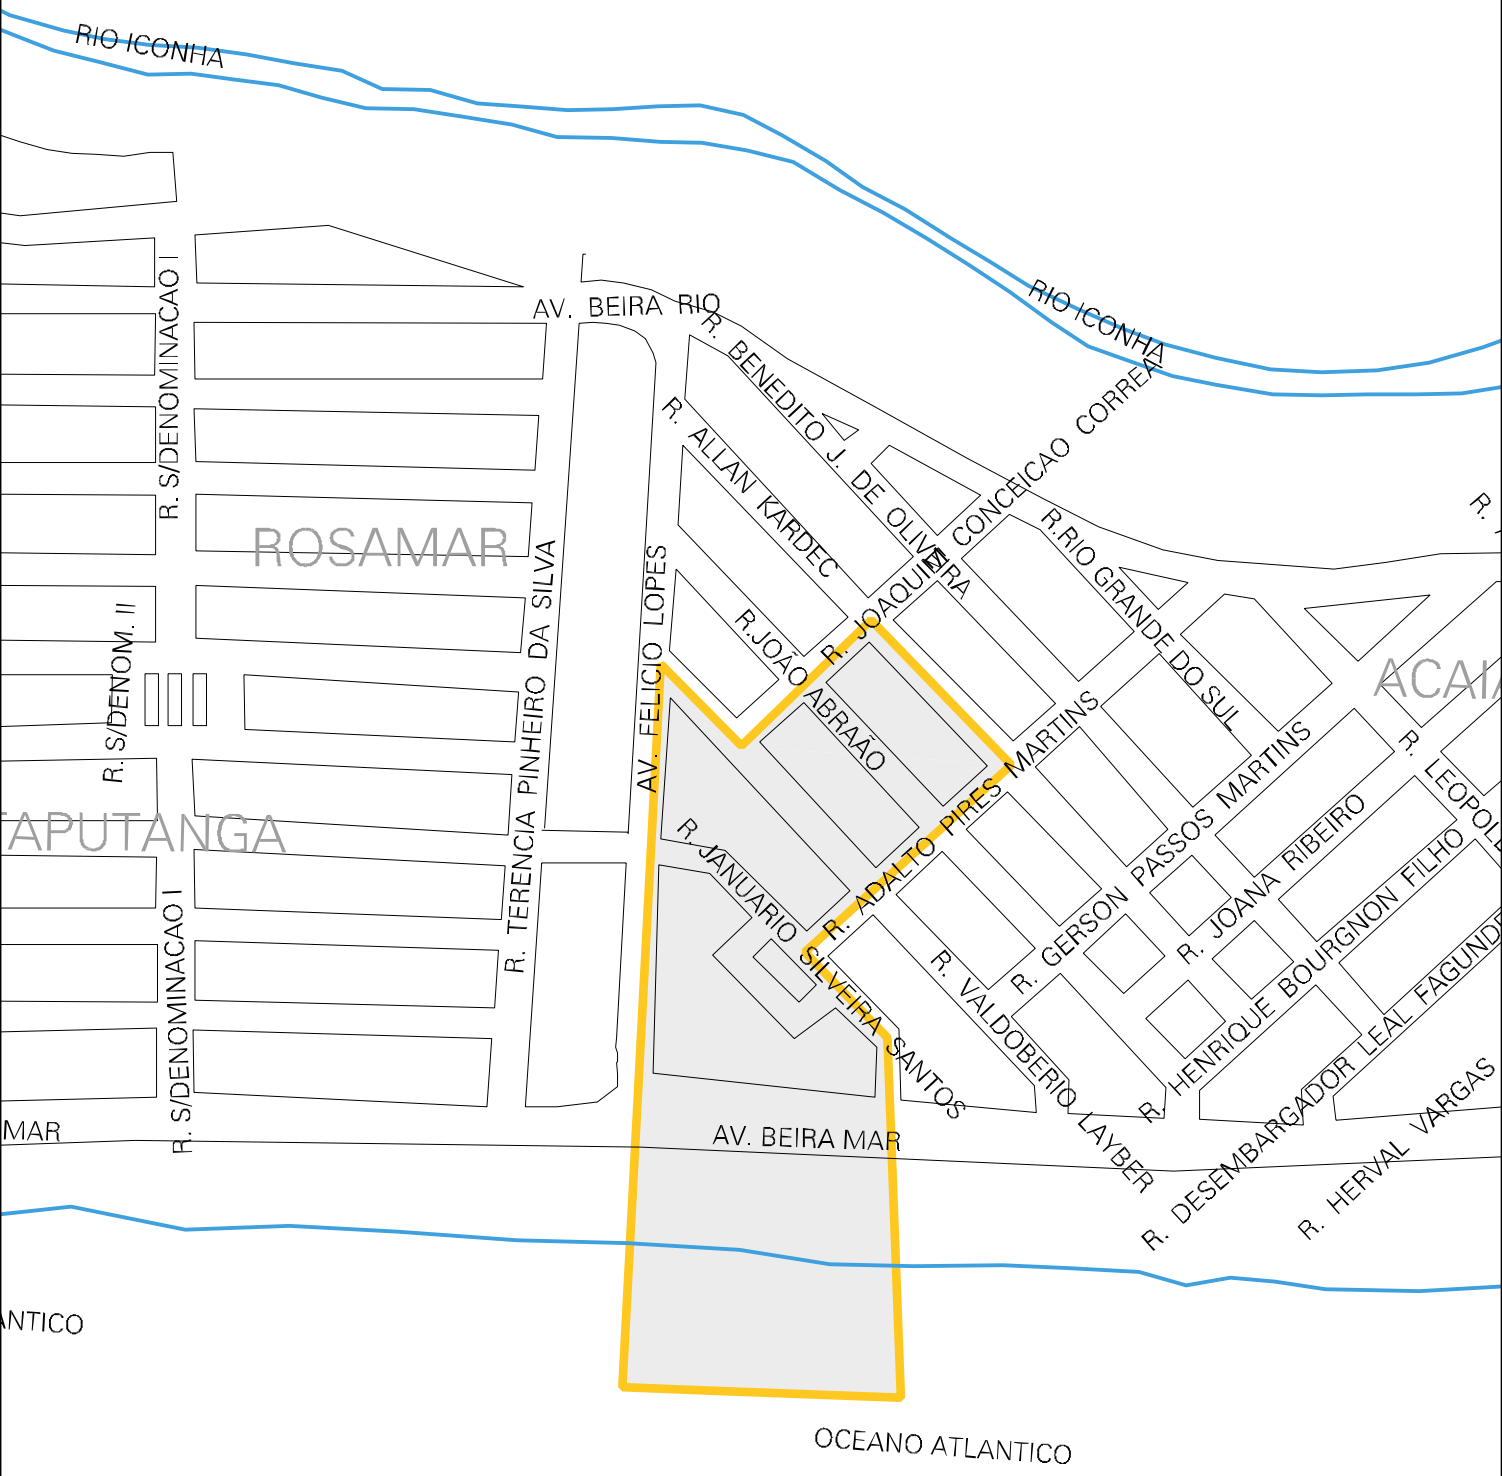 RIO ICONHA
RIO ICONHA
AV. BEIRA RIO
R. BENEDITO J. DE OLIVEIRA
R. ALLAN KARDEC
R. JOAQUIM CONCEICAO CORREA
R. S/DENOMINACAO I
ROSAMAR
R.RIO GRANDE DO SUL
R.
R. S/DENOM. II
R. TERENCIA PINHEIRO DA SILVA
AV. FELICIO LOPES
R.JOÃO ABRAÃO
R. ADALTO PIRES MARTINS
R. GERSON PASSOS MARTINS
R. JANUARIO SILVEIRA SANTOS
R. JOANA RIBEIRO
R. HENRIQUE BOURGNON FILHO
R. VALDOBERIO LAYBER
R. DESEMBARGADOR LEAL FAGUNDE
R. HERVAL VARGAS
R. LEOPOL
ACAIA
TAPUTANGA
R. S/DENOMINACAO I
MAR
AV. BEIRA MAR
ANTICO
OCEANO ATLANTICO